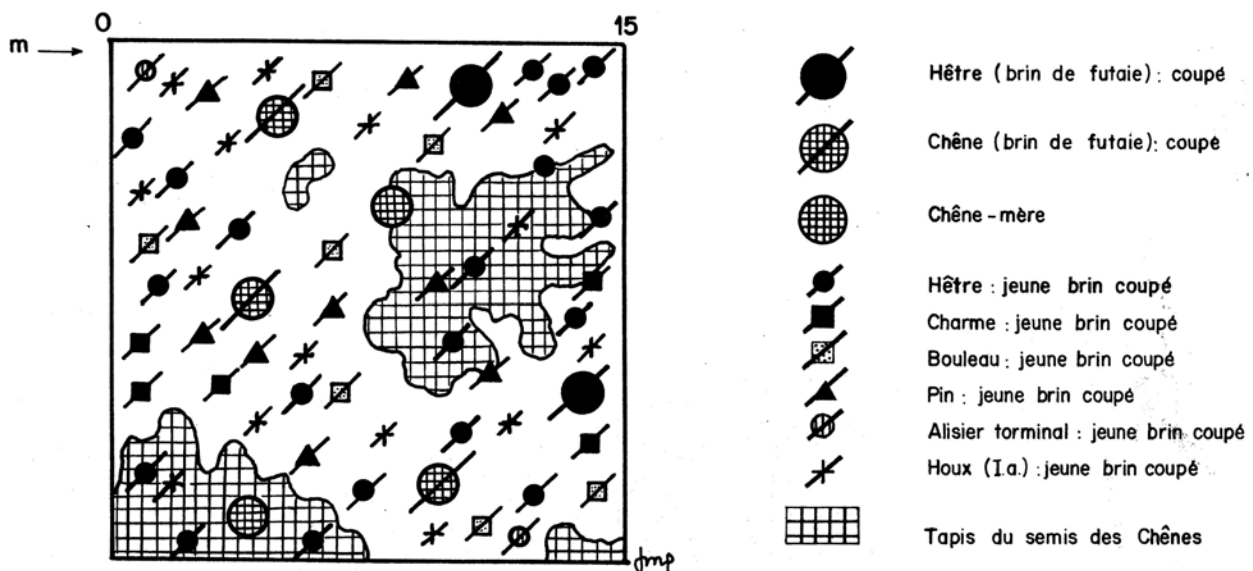 0 15
m
Hêtre (brin de futaie): coupé
Chêne (brin de futaie): coupé
Chêne-mère
Hêtre : jeune brin coupé
Charme : jeune brin coupé
Bouleau : jeune brin coupé
Pin : jeune brin coupé
Alisier torminal : jeune brin coupé
Houx (I.a.) : jeune brin coupé
Tapis du semis des Chênes
jmp